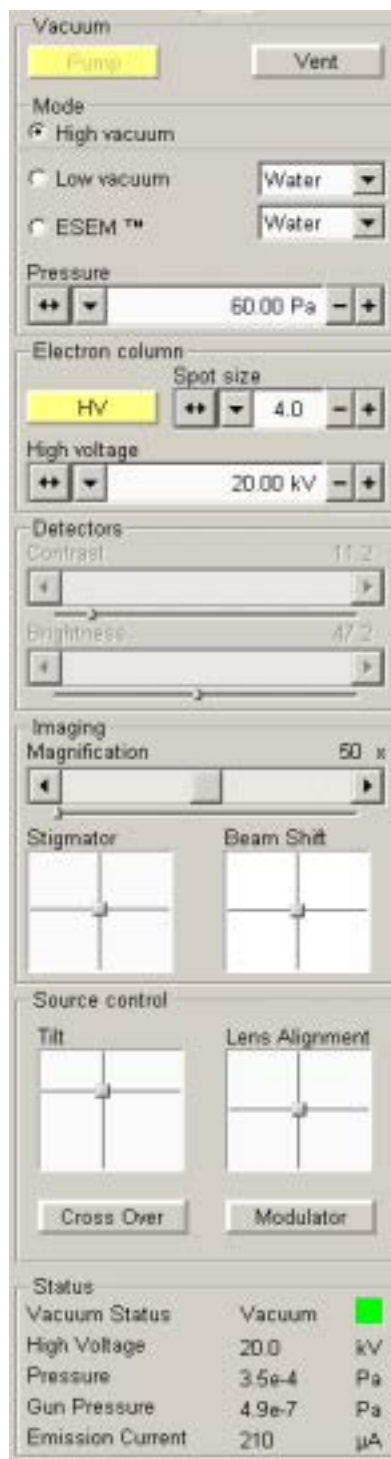 Vacuum
Pump Vent
Mode
High vacuum
Low vacuum Water
ESEM ™ Water
Pressure
60.00 Pa
Electron column
Spot size
HV 4.0
High voltage
20.00 kV
Detectors
Contrast 11.2
Brightness 47.2
Imaging
Magnification 50 x
Stigmator Beam Shift
Source control
Tilt Lens Alignment
Cross Over Modulator
Status
Vacuum Status Vacuum
High Voltage 20.0 kV
Pressure 3.5e-4 Pa
Gun Pressure 4.9e-7 Pa
Emission Current 210 µA